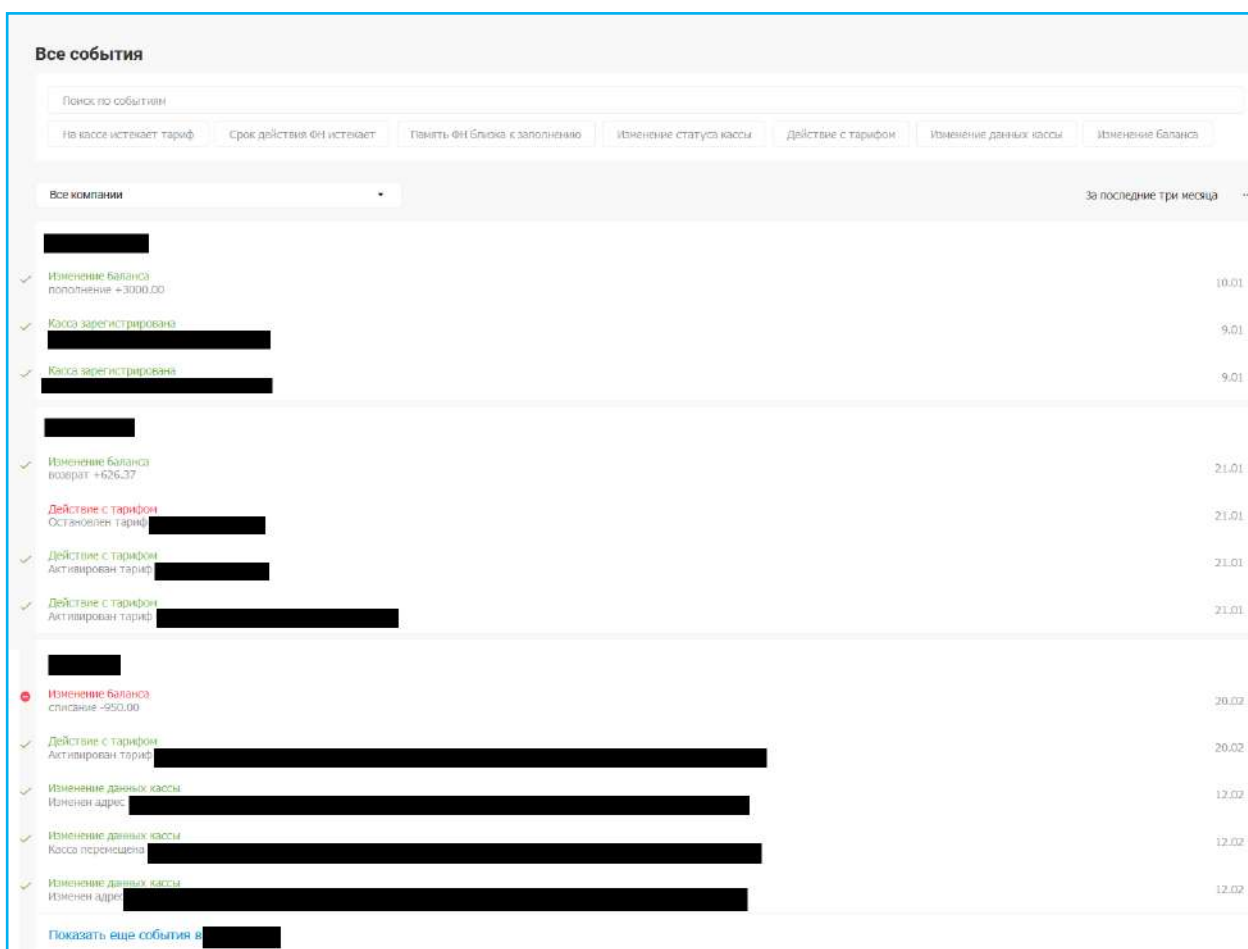 Все события
Поиск по событиям
На кассе истекает тариф Срок действия ФН истекает Память ФН близка к заполнению Изменение статуса кассы Действие с тарифом Изменение данных кассы Изменение баланса
Все компании За последние три месяца
Изменение баланса
пополнение +3000.00 10.01
Касса зарегистрирована
9.01
Касса зарегистрирована
9.01
Изменение баланса
возврат +626.37 21.01
Действие с тарифом
Остановлен тариф 21.01
Действие с тарифом
Активирован тариф 21.01
Действие с тарифом
Активирован тариф 21.01
Изменение баланса
списание -950.00 20.02
Действие с тарифом
Активирован тариф 20.02
Изменение данных кассы
Изменен адрес 12.02
Изменение данных кассы
Касса перемещена 12.02
Изменение данных кассы
Изменен адрес 12.02
Показать еще события в